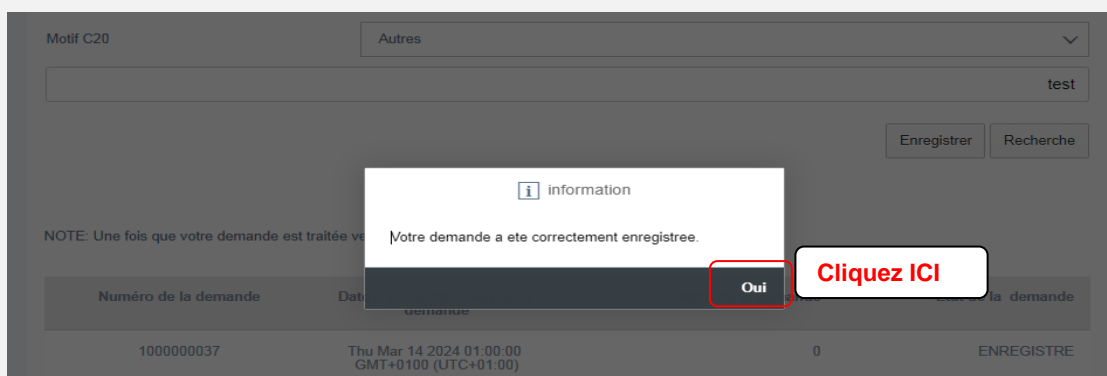 Motif C20
Autres
test
Enregistrer
Recherche
information
NOTE: Une fois que votre demande est traitée
Votre demande a ete correctement enregistree.
Oui
Cliquez ICI
Numéro de la demande
demande
la demande
1000000037
Thu Mar 14 2024 01:00:00
GMT+0100 (UTC+01:00)
0
ENREGISTRE